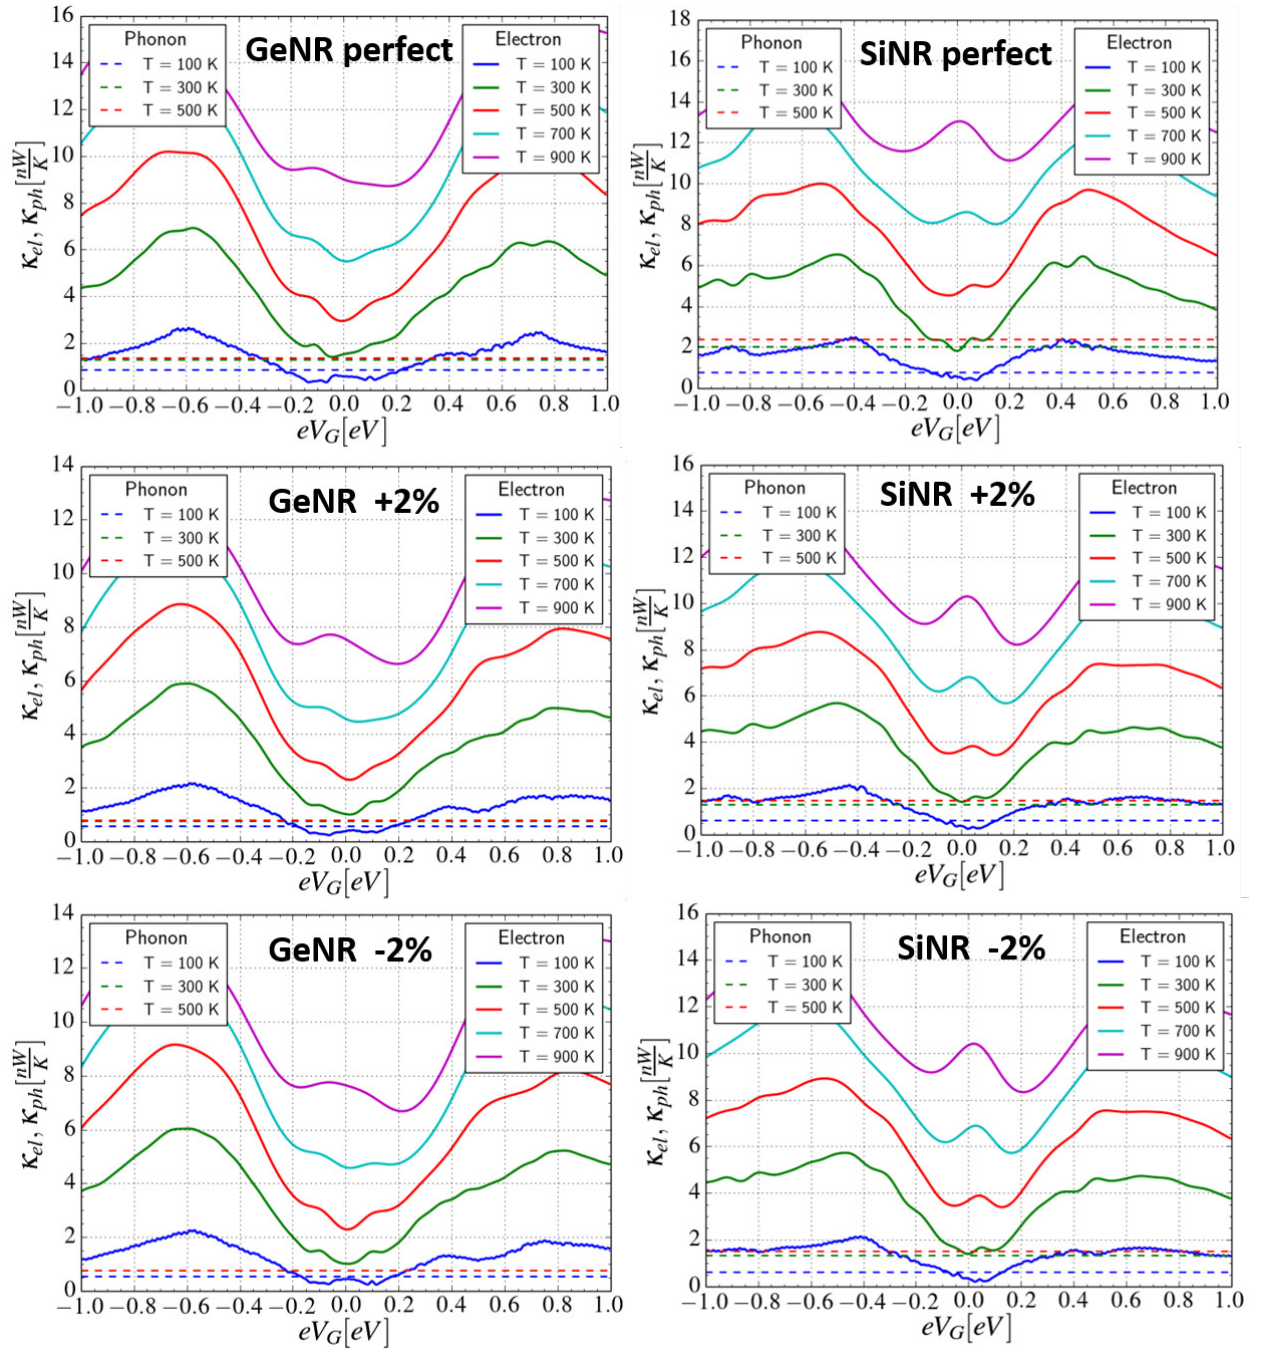 GeNR perfect
Phonon
T = 100 K
T = 300 K
T = 500 K
Electron
T = 100 K
T = 300 K
T = 500 K
T = 700 K
T = 900 K
16
14
12
10
8
6
4
2
0
κel, κph[nW/K]
−1.0 −0.8 −0.6 −0.4 −0.2 0.0 0.2 0.4 0.6 0.8 1.0
eVG[eV]
SiNR perfect
Phonon
T = 100 K
T = 300 K
T = 500 K
Electron
T = 100 K
T = 300 K
T = 500 K
T = 700 K
T = 900 K
18
16
14
12
10
8
6
4
2
0
κel, κph[nW/K]
−1.0 −0.8 −0.6 −0.4 −0.2 0.0 0.2 0.4 0.6 0.8 1.0
eVG[eV]
GeNR +2%
Phonon
T = 100 K
T = 300 K
T = 500 K
Electron
T = 100 K
T = 300 K
T = 500 K
T = 700 K
T = 900 K
14
12
10
8
6
4
2
0
κel, κph[nW/K]
−1.0 −0.8 −0.6 −0.4 −0.2 0.0 0.2 0.4 0.6 0.8 1.0
eVG[eV]
SiNR +2%
Phonon
T = 100 K
T = 300 K
T = 500 K
Electron
T = 100 K
T = 300 K
T = 500 K
T = 700 K
T = 900 K
16
14
12
10
8
6
4
2
0
κel, κph[nW/K]
−1.0 −0.8 −0.6 −0.4 −0.2 0.0 0.2 0.4 0.6 0.8 1.0
eVG[eV]
GeNR -2%
Phonon
T = 100 K
T = 300 K
T = 500 K
Electron
T = 100 K
T = 300 K
T = 500 K
T = 700 K
T = 900 K
14
12
10
8
6
4
2
0
κel, κph[nW/K]
−1.0 −0.8 −0.6 −0.4 −0.2 0.0 0.2 0.4 0.6 0.8 1.0
eVG[eV]
SiNR -2%
Phonon
T = 100 K
T = 300 K
T = 500 K
Electron
T = 100 K
T = 300 K
T = 500 K
T = 700 K
T = 900 K
16
14
12
10
8
6
4
2
0
κel, κph[nW/K]
−1.0 −0.8 −0.6 −0.4 −0.2 0.0 0.2 0.4 0.6 0.8 1.0
eVG[eV]